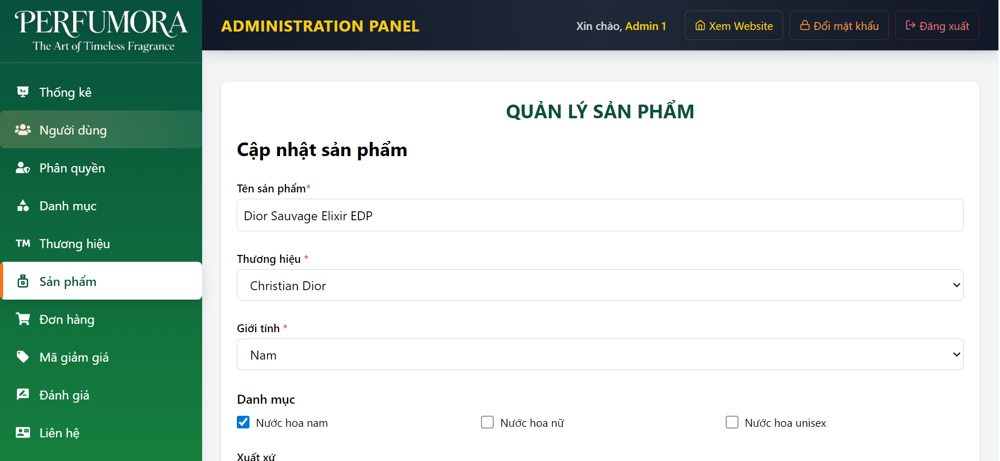 PERFUMORA
The Art of Timeless Fragrance
ADMINISTRATION PANEL
Xin chào, Admin 1
Xem Website
Đổi mật khẩu
Đăng xuất
Thống kê
Người dùng
Phân quyền
Danh mục
TM Thương hiệu
Sản phẩm
Đơn hàng
Mã giảm giá
Đánh giá
Liên hệ
QUẢN LÝ SẢN PHẨM
Cập nhật sản phẩm
Tên sản phẩm*
Dior Sauvage Elixir EDP
Thương hiệu *
Christian Dior
Giới tính *
Nam
Danh mục
Nước hoa nam
Nước hoa nữ
Nước hoa unisex
Xuất xứ